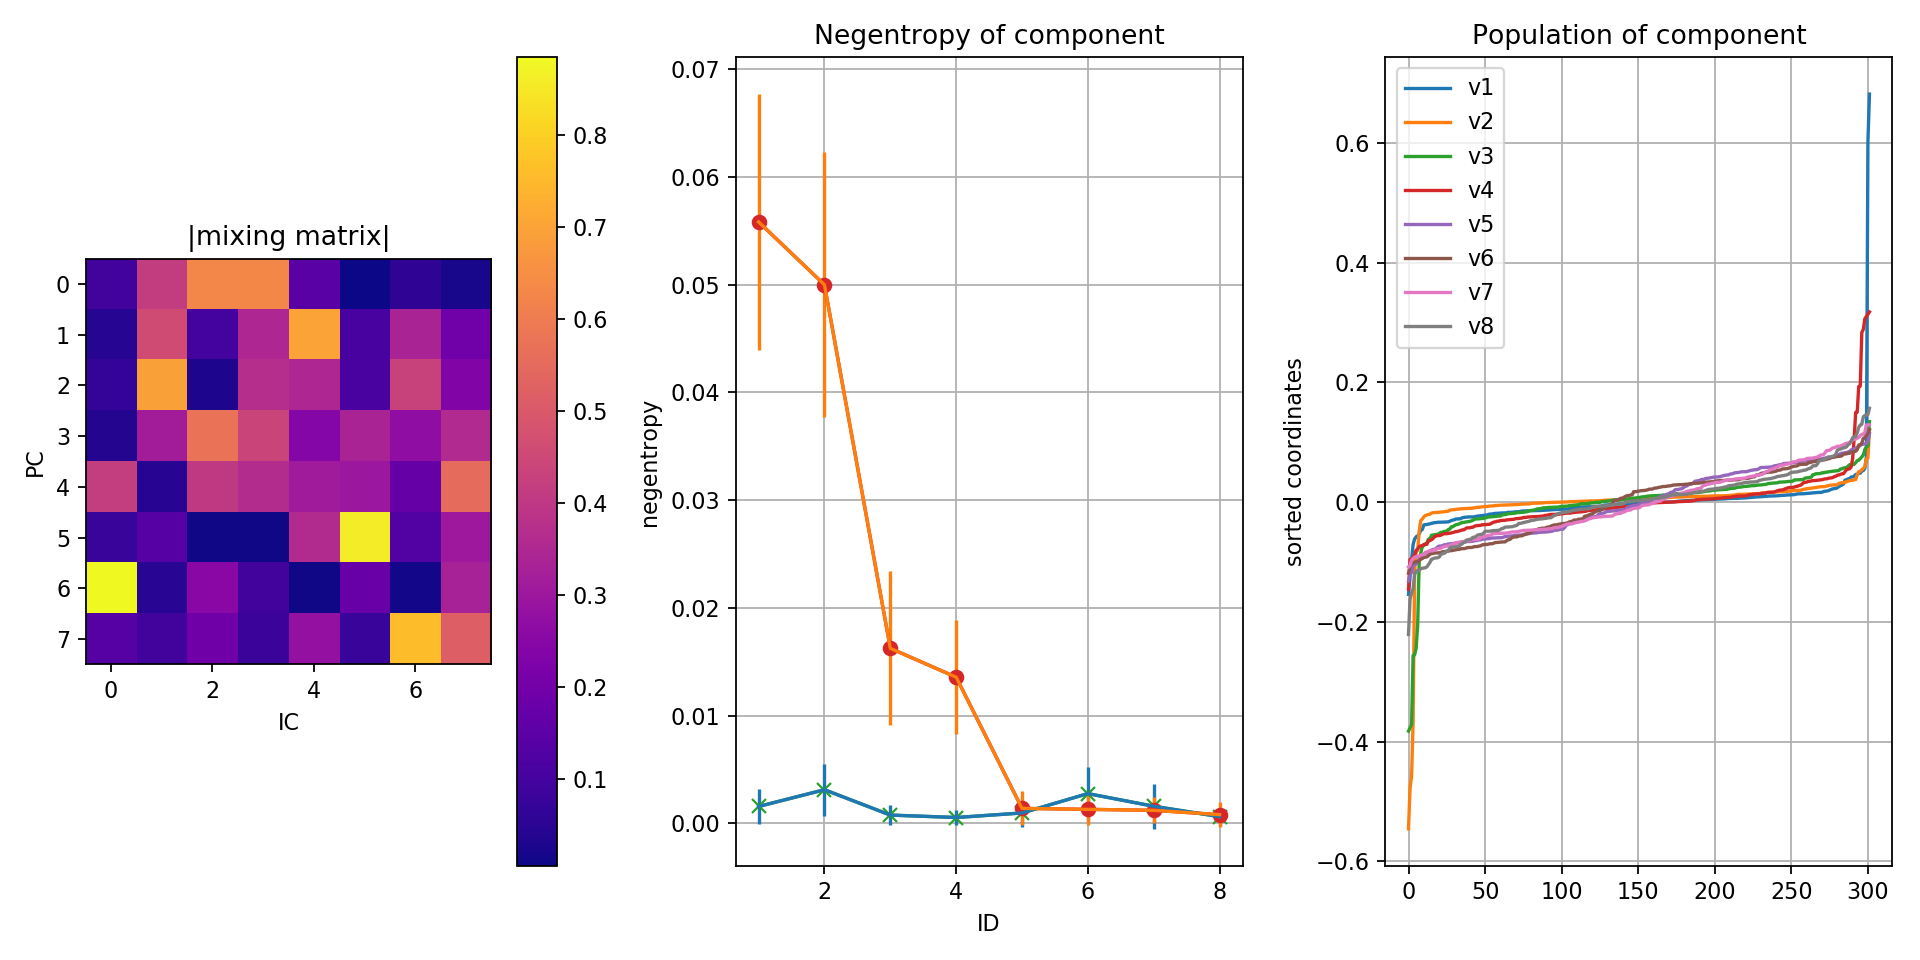 |mixing matrix|
0
1
2
3
4
5
6
7
PC
0 2 4 6
IC
0.8
0.7
0.6
0.5
0.4
0.3
0.2
0.1
Negentropy of component
0.07
0.06
0.05
0.04
0.03
0.02
0.01
0.00
negentropy
2 4 6 8
ID
Population of component
v1
v2
v3
v4
v5
v6
v7
v8
0.6
0.4
0.2
0.0
−0.2
−0.4
−0.6
sorted coordinates
0 50 100 150 200 250 300